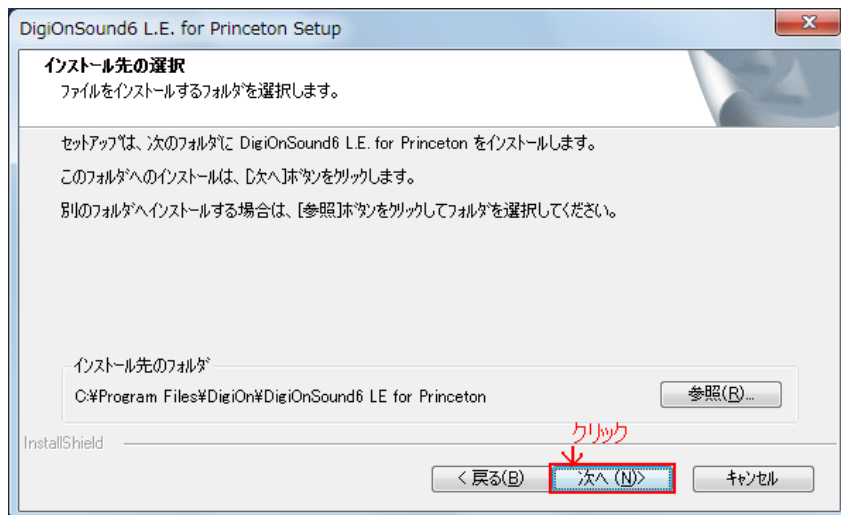 DigiOnSound6 L.E. for Princeton Setup
インストール先の選択
ファイルをインストールするフォルダを選択します。
セットアップは、次のフォルダに DigiOnSound6 L.E. for Princeton をインストールします。
このフォルダへのインストールは、[次へ]ボタンをクリックします。
別のフォルダへインストールする場合は、[参照]ボタンをクリックしてフォルダを選択してください。
インストール先のフォルダ
C:¥Program Files¥DigiOn¥DigiOnSound6 LE for Princeton
参照(R)...
クリック
InstallShield
< 戻る(B)
次へ (N)>
キャンセル